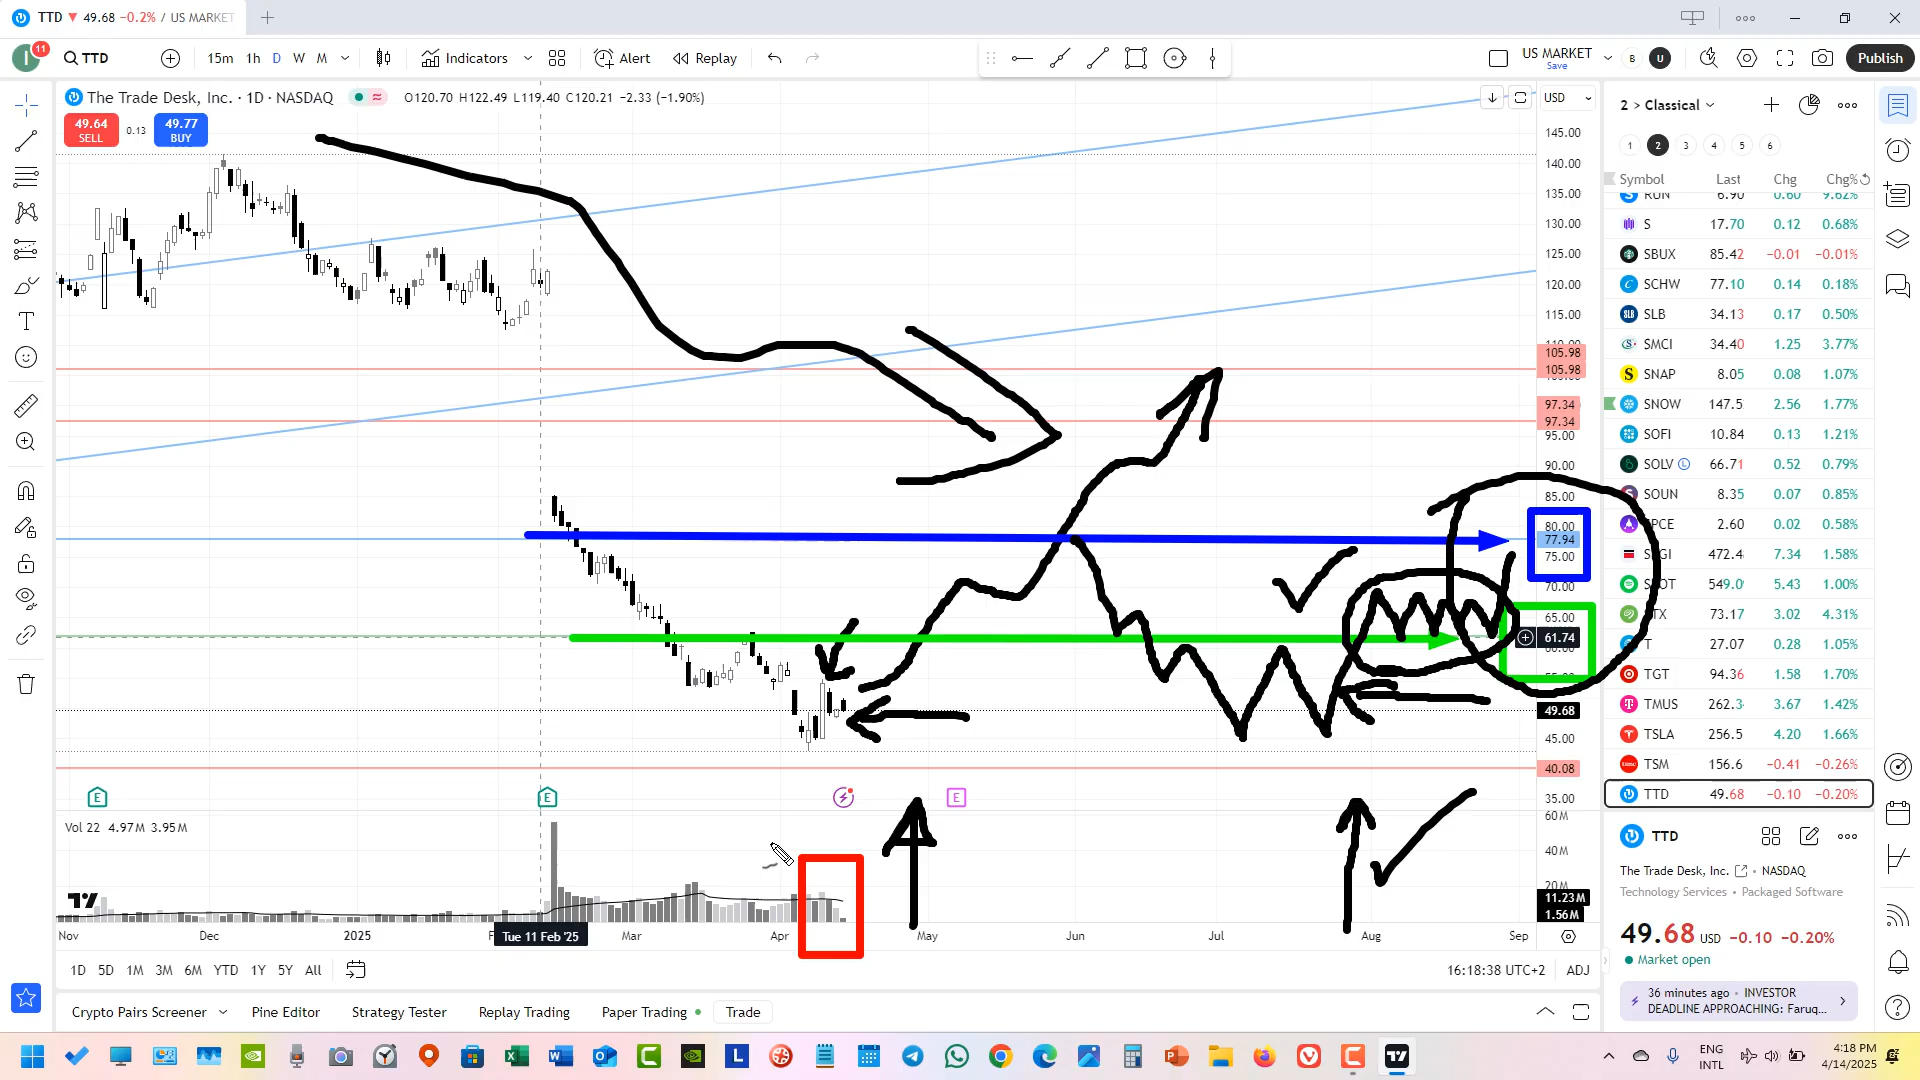 TTD ▼ 49.68 −0.2% / US MARKET
11
TTD
15m 1h D W M
Indicators
Alert
Replay
US MARKET
Save
B U
Publish
The Trade Desk, Inc. · 1D · NASDAQ
O120.70 H122.49 L119.40 C120.21 −2.33 (−1.90%)
49.64
SELL
0.13
49.77
BUY
USD
145.00
140.00
135.00
130.00
125.00
120.00
115.00
105.98
105.98
97.34
97.34
95.00
90.00
85.00
80.00
77.94
75.00
70.00
65.00
61.74
49.68
45.00
40.08
35.00
E
E
E
Vol 22 4.97M 3.95M
60M
40M
20M
11.23M
1.56M
Nov
Dec
2025
Tue 11 Feb '25
Mar
Apr
May
Jun
Jul
Aug
Sep
1D 5D 1M 3M 6M YTD 1Y 5Y All
16:18:38 UTC+2 ADJ
Crypto Pairs Screener
Pine Editor
Strategy Tester
Replay Trading
Paper Trading
Trade
2 > Classical
1 2 3 4 5 6
Symbol Last Chg Chg%
RUN 6.90 0.60 9.62%
S 17.70 0.12 0.68%
SBUX 85.42 −0.01 −0.01%
SCHW 77.10 0.14 0.18%
SLB 34.13 0.17 0.50%
SMCI 34.40 1.25 3.77%
SNAP 8.05 0.08 1.07%
SNOW 147.5 2.56 1.77%
SOFI 10.84 0.13 1.21%
SOLV 66.71 0.52 0.79%
SOUN 8.35 0.07 0.85%
2.60 0.02 0.58%
472.4 7.34 1.58%
549.0 5.43 1.00%
73.17 3.02 4.31%
T 27.07 0.28 1.05%
TGT 94.36 1.58 1.70%
TMUS 262.3 3.67 1.42%
TSLA 256.5 4.20 1.66%
TSM 156.6 −0.41 −0.26%
TTD 49.68 −0.10 −0.20%
TTD
The Trade Desk, Inc. • NASDAQ
Technology Services • Packaged Software
49.68 USD −0.10 −0.20%
Market open
36 minutes ago • INVESTOR
DEADLINE APPROACHING: Faruq...
ENG
INTL
4:18 PM
4/14/2025